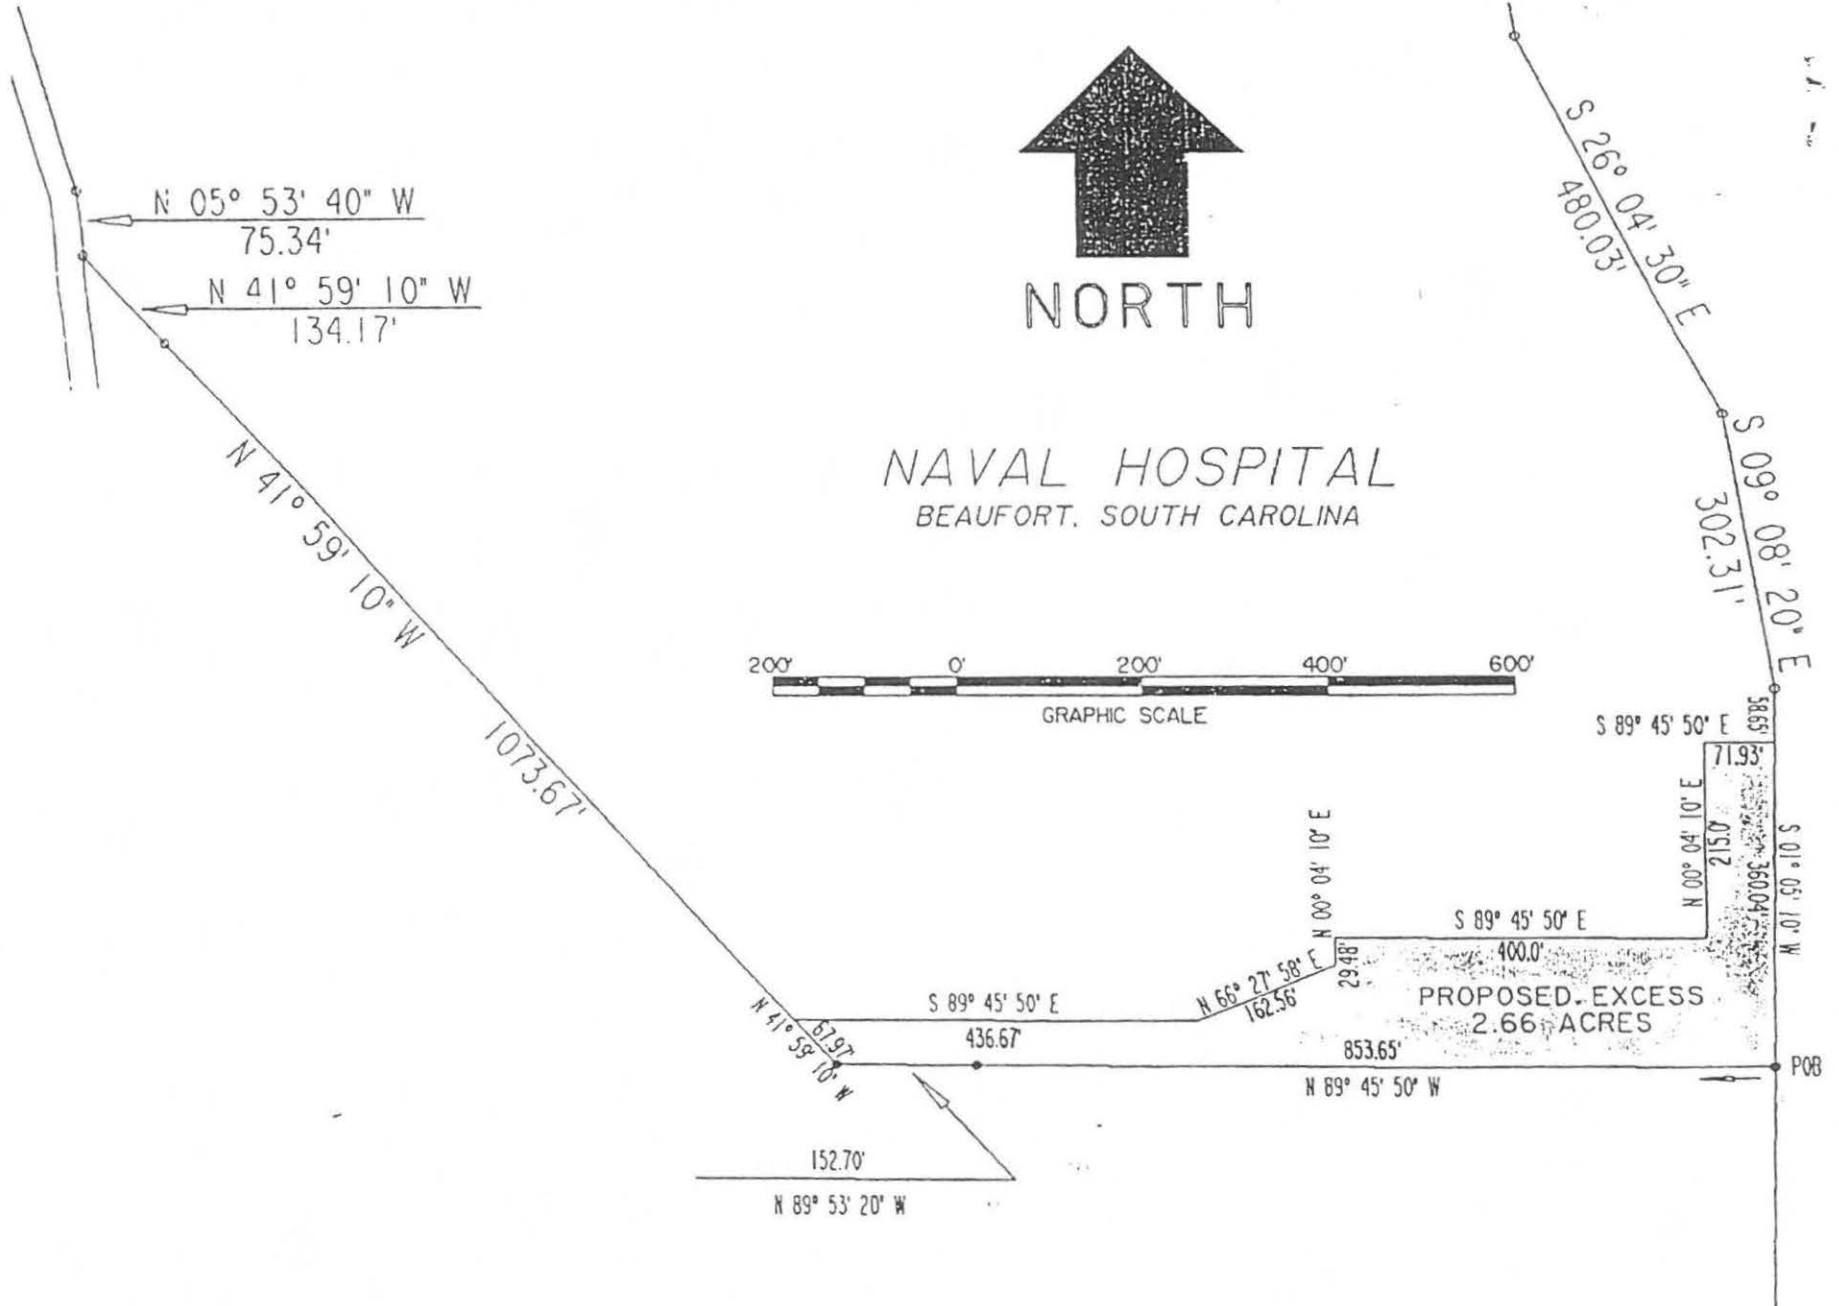 N 05° 53' 40" W
75.34'
N 41° 59' 10" W
134.17'
N 41° 59' 10" W
1073.67'
NORTH
NAVAL HOSPITAL
BEAUFORT, SOUTH CAROLINA
200' 0' 200' 400' 600'
GRAPHIC SCALE
S 26° 04' 30" E
480.03'
S 09° 08' 20" E
302.31'
58.65'
S 89° 45' 50" E
71.93'
N 00° 04' 10" E
215.0'
360.04'
N 00° 04' 10" E
29.48'
S 89° 45' 50" E
400.0'
PROPOSED EXCESS
2.66 ACRES
N 66° 27' 58" E
162.56'
S 89° 45' 50" E
436.67'
67.97'
N 41° 59' 10" W
853.65'
N 89° 45' 50" W
POB
152.70'
N 89° 53' 20" W